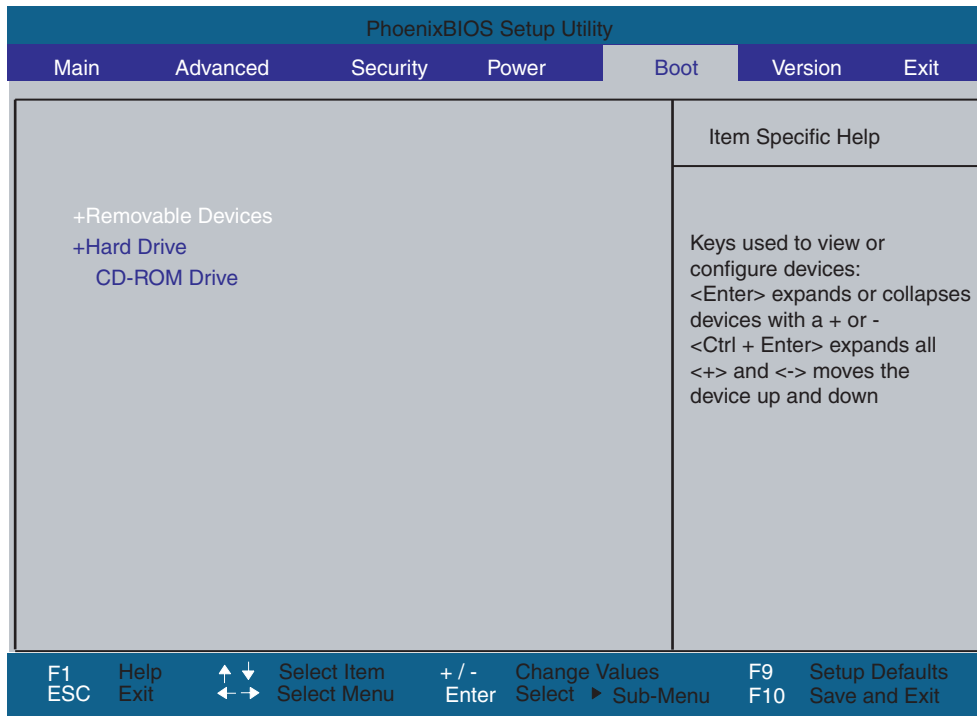 PhoenixBIOS Setup Utility
Main Advanced Security Power Boot Version Exit
Item Specific Help
+Removable Devices
+Hard Drive
CD-ROM Drive
Keys used to view or
configure devices:
<Enter> expands or collapses
devices with a + or -
<Ctrl + Enter> expands all
<+> and <-> moves the
device up and down
F1 Help Select Item + / - Change Values F9 Setup Defaults
ESC Exit Select Menu Enter Select Sub-Menu F10 Save and Exit